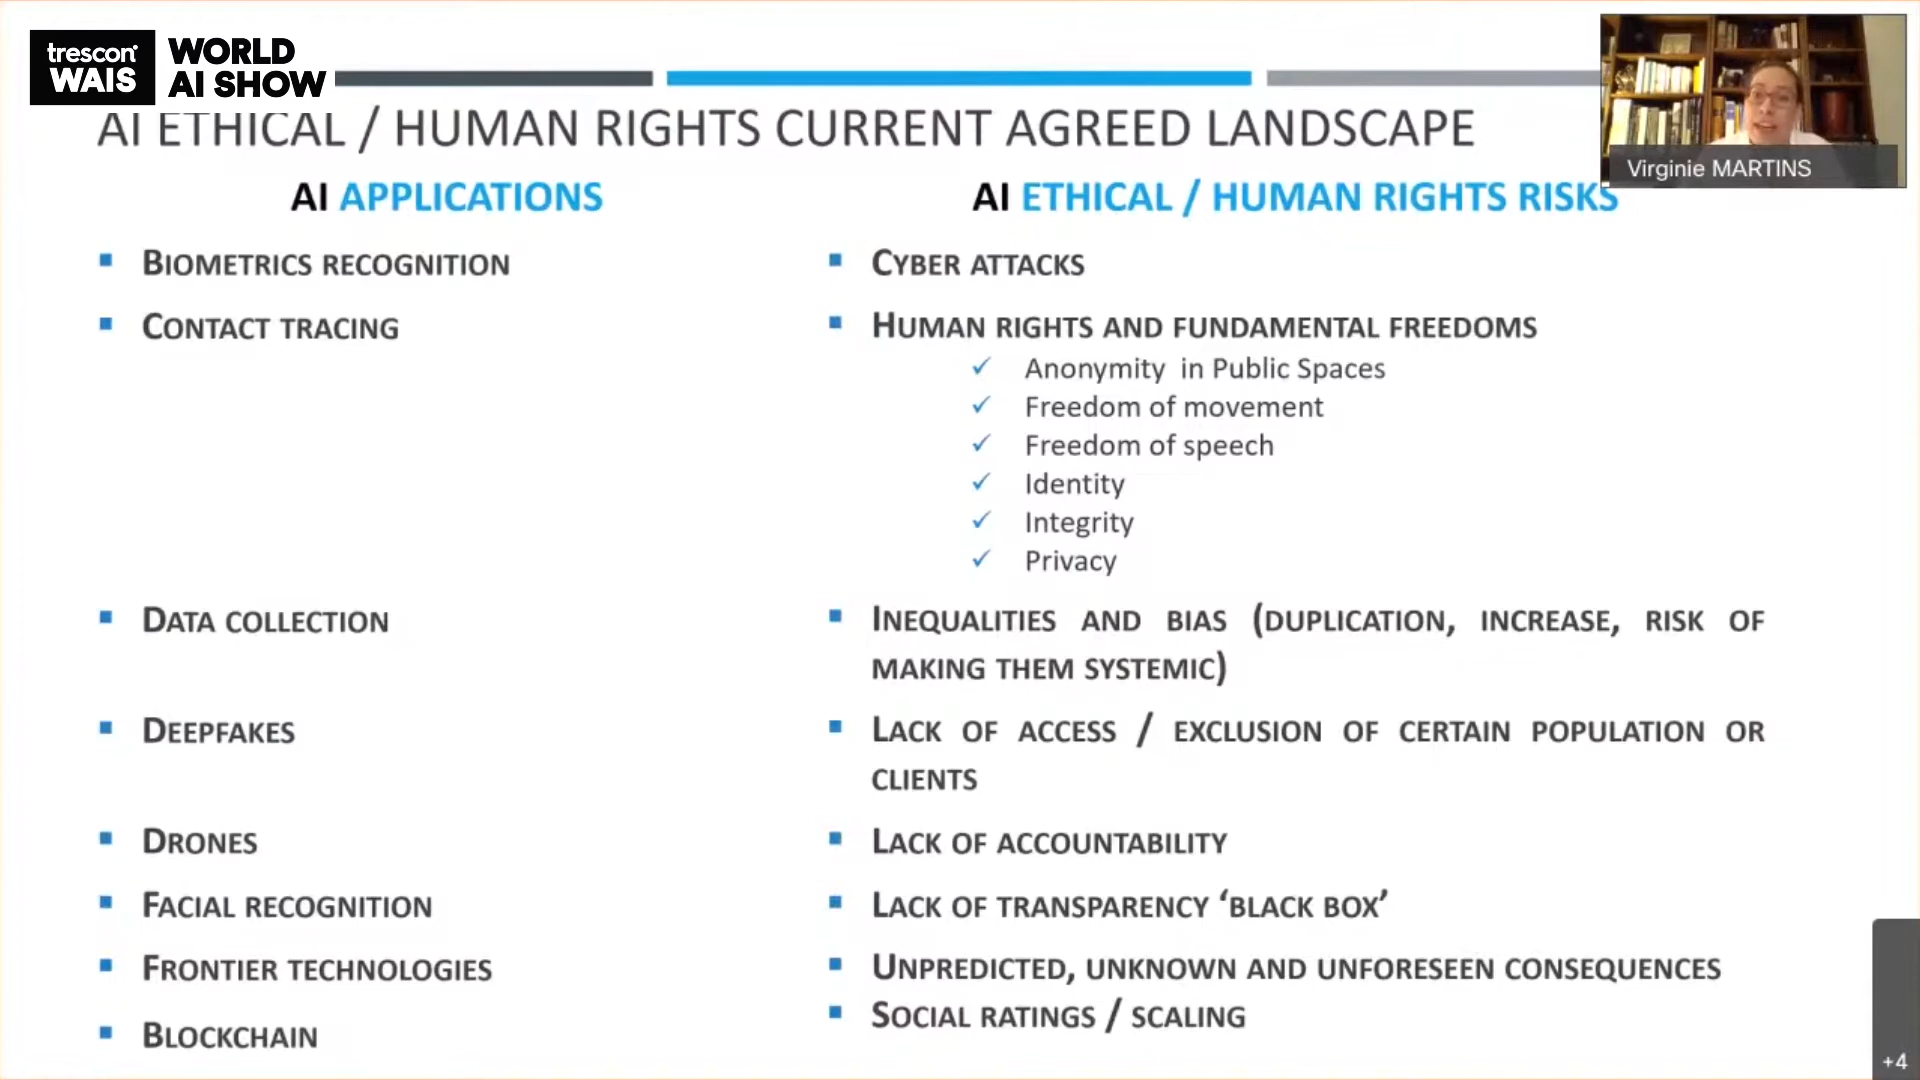 trescon
WAIS
WORLD
AI SHOW
AI ETHICAL / HUMAN RIGHTS CURRENT AGREED LANDSCAPE
Virginie MARTINS
AI APPLICATIONS
BIOMETRICS RECOGNITION
CONTACT TRACING
DATA COLLECTION
DEEPFAKES
DRONES
FACIAL RECOGNITION
FRONTIER TECHNOLOGIES
BLOCKCHAIN
AI ETHICAL / HUMAN RIGHTS RISKS
CYBER ATTACKS
HUMAN RIGHTS AND FUNDAMENTAL FREEDOMS
Anonymity in Public Spaces
Freedom of movement
Freedom of speech
Identity
Integrity
Privacy
INEQUALITIES AND BIAS (DUPLICATION, INCREASE, RISK OF
MAKING THEM SYSTEMIC)
LACK OF ACCESS / EXCLUSION OF CERTAIN POPULATION OR
CLIENTS
LACK OF ACCOUNTABILITY
LACK OF TRANSPARENCY ‘BLACK BOX’
UNPREDICTED, UNKNOWN AND UNFORESEEN CONSEQUENCES
SOCIAL RATINGS / SCALING
+4